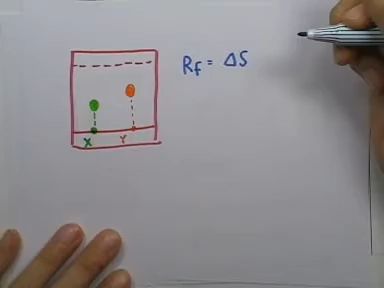 Rf = ΔS
X Y